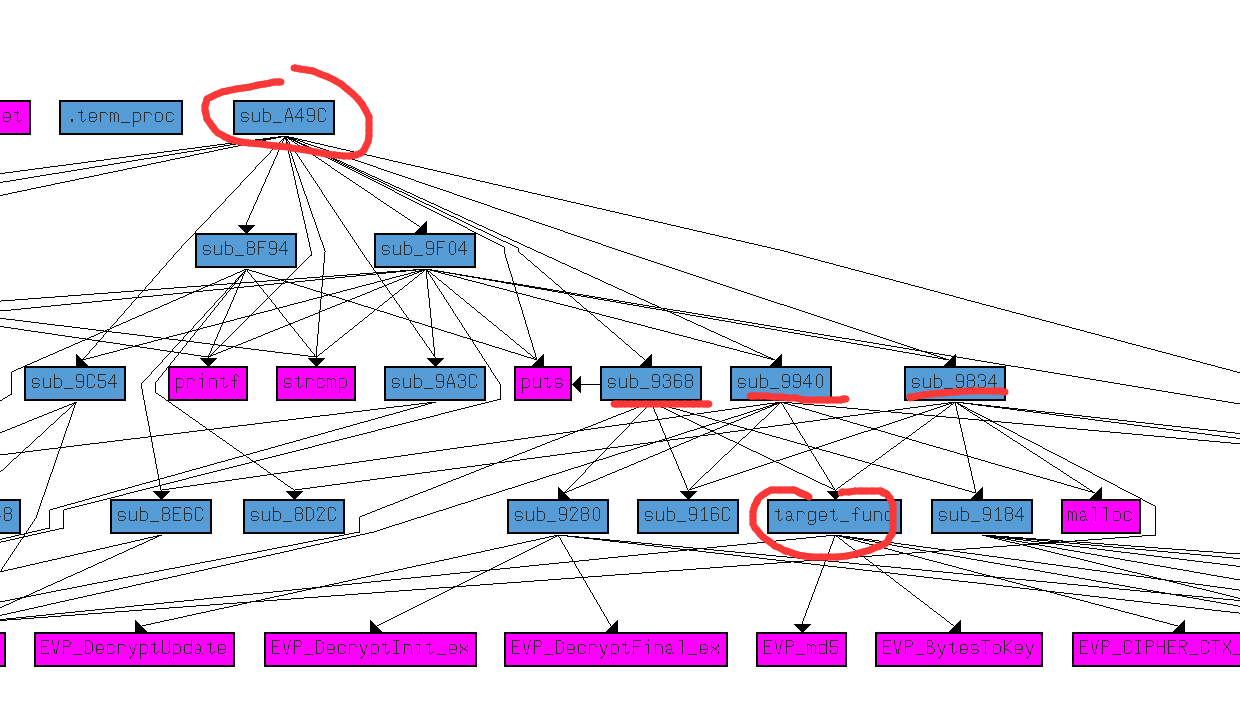 et .term_proc sub_A49C
sub_8F94 sub_9F04
sub_9C54 printf strcmp sub_9A3C puts sub_9368 sub_9940 sub_9834
8 sub_8E6C sub_8D2C sub_9280 sub_916C target_func sub_9184 malloc
EVP_DecryptUpdate EVP_DecryptInit_ex EVP_DecryptFinal_ex EVP_md5 EVP_BytesToKey EVP_CIPHER_CTX_